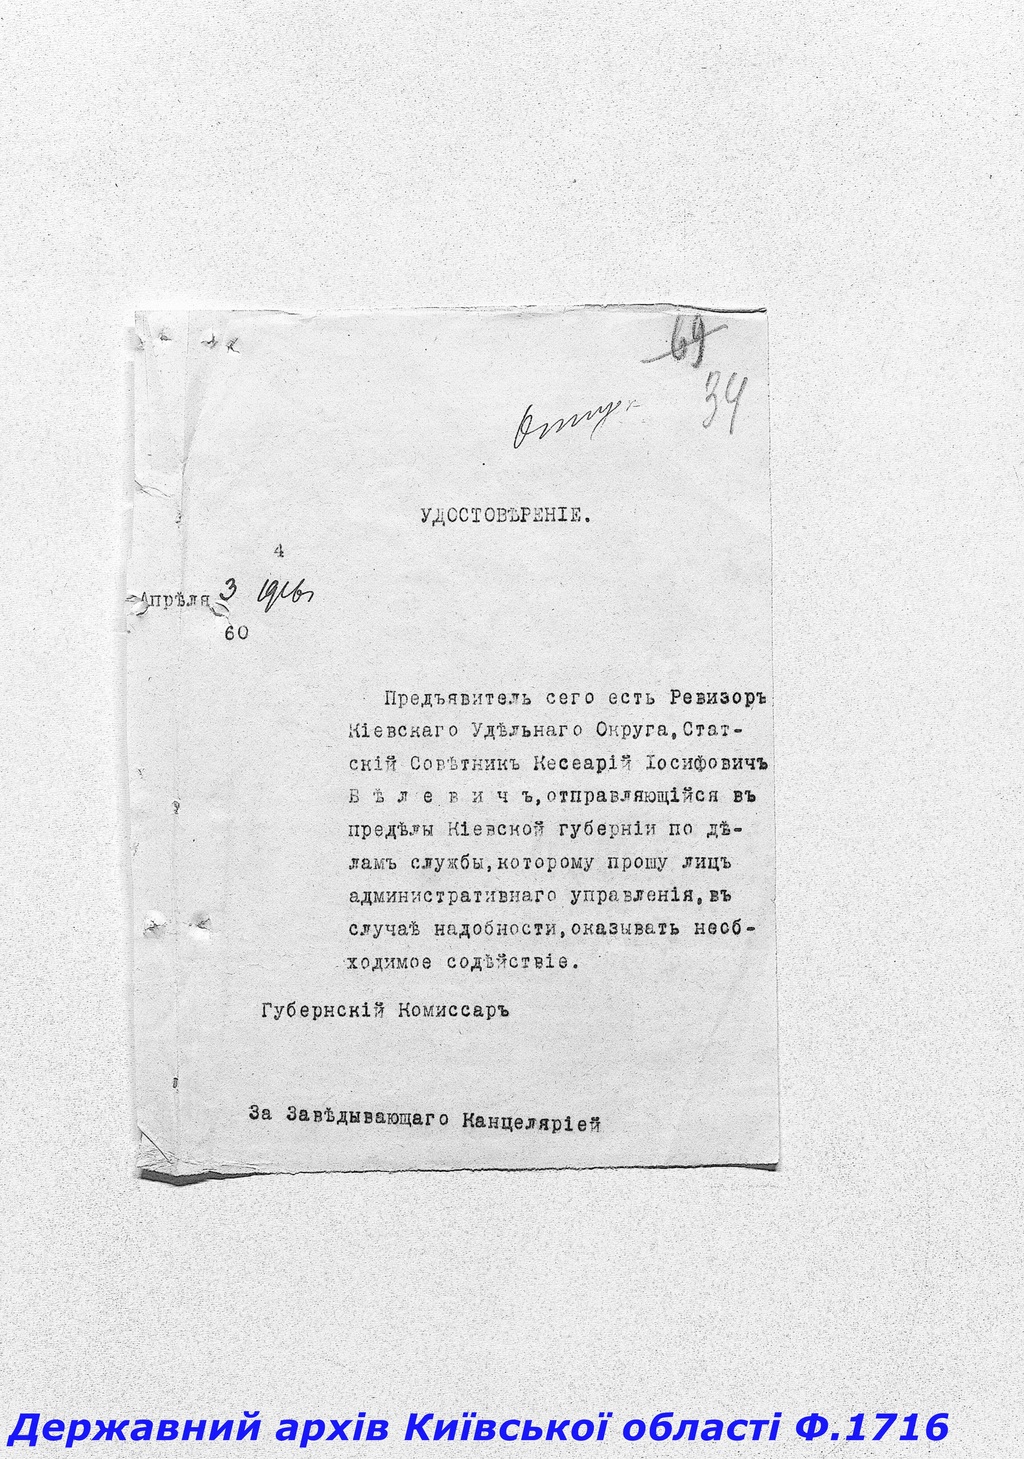 69
34
Отпуск
УДОСТОВѢРЕНІЕ.
4
Апрѣля 3
60
Предъявитель сего есть Ревизоръ
Кіевскаго Удѣльнаго Округа,Стат-
скій Совѣтникъ Кесеарій Іосифовичъ
Б ѣ л е в и ч ъ,отправляющійся въ
предѣлы Кіевской губерніи по дѣ-
ламъ службы,которому прошу лицъ
административнаго управленія,въ
случаѣ надобности,оказывать необ-
ходимое содѣйствіе.
Губернскій Комиссаръ
За Завѣдывающаго Канцеляріей
Державний архів Київської області Ф.1716